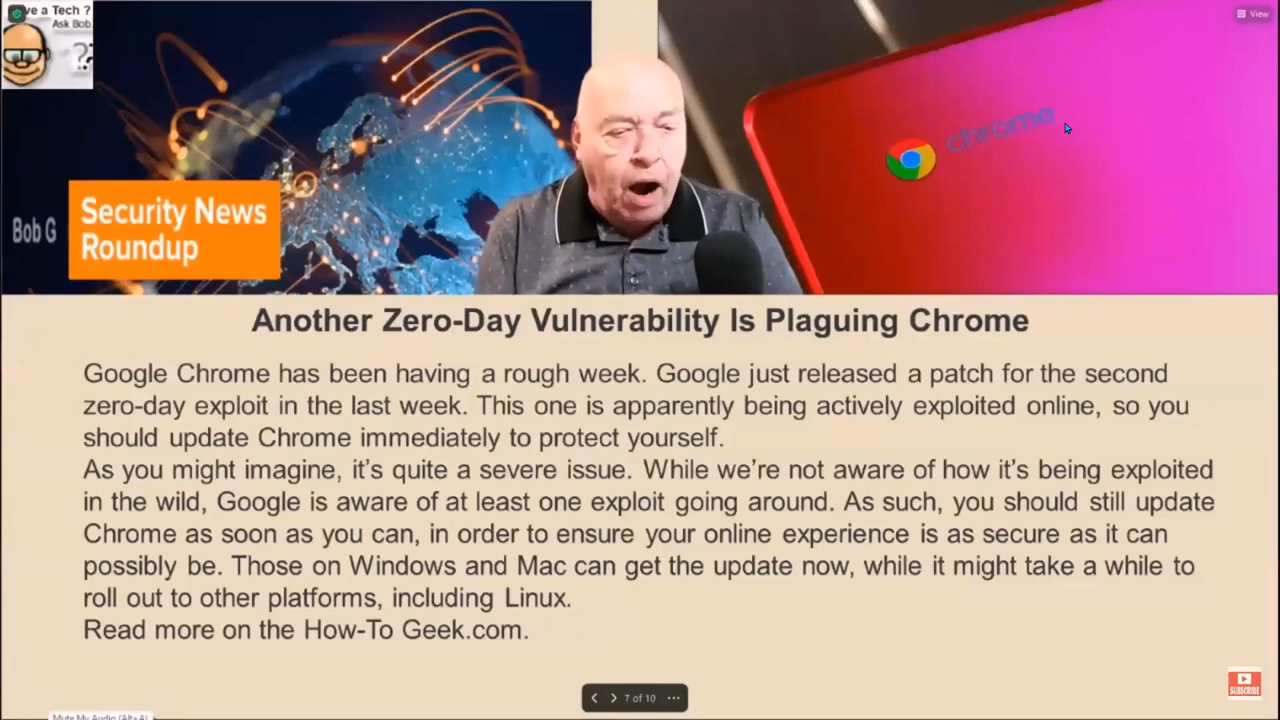 ve a Tech ?
Ask Bob
??
View
chrome
Bob G
Security News
Roundup
Another Zero-Day Vulnerability Is Plaguing Chrome
Google Chrome has been having a rough week. Google just released a patch for the second
zero-day exploit in the last week. This one is apparently being actively exploited online, so you
should update Chrome immediately to protect yourself.
As you might imagine, it’s quite a severe issue. While we’re not aware of how it’s being exploited
in the wild, Google is aware of at least one exploit going around. As such, you should still update
Chrome as soon as you can, in order to ensure your online experience is as secure as it can
possibly be. Those on Windows and Mac can get the update now, while it might take a while to
roll out to other platforms, including Linux.
Read more on the How-To Geek.com.
7 of 10
SUBSCRIBE
Mute My Audio (Alt+A)